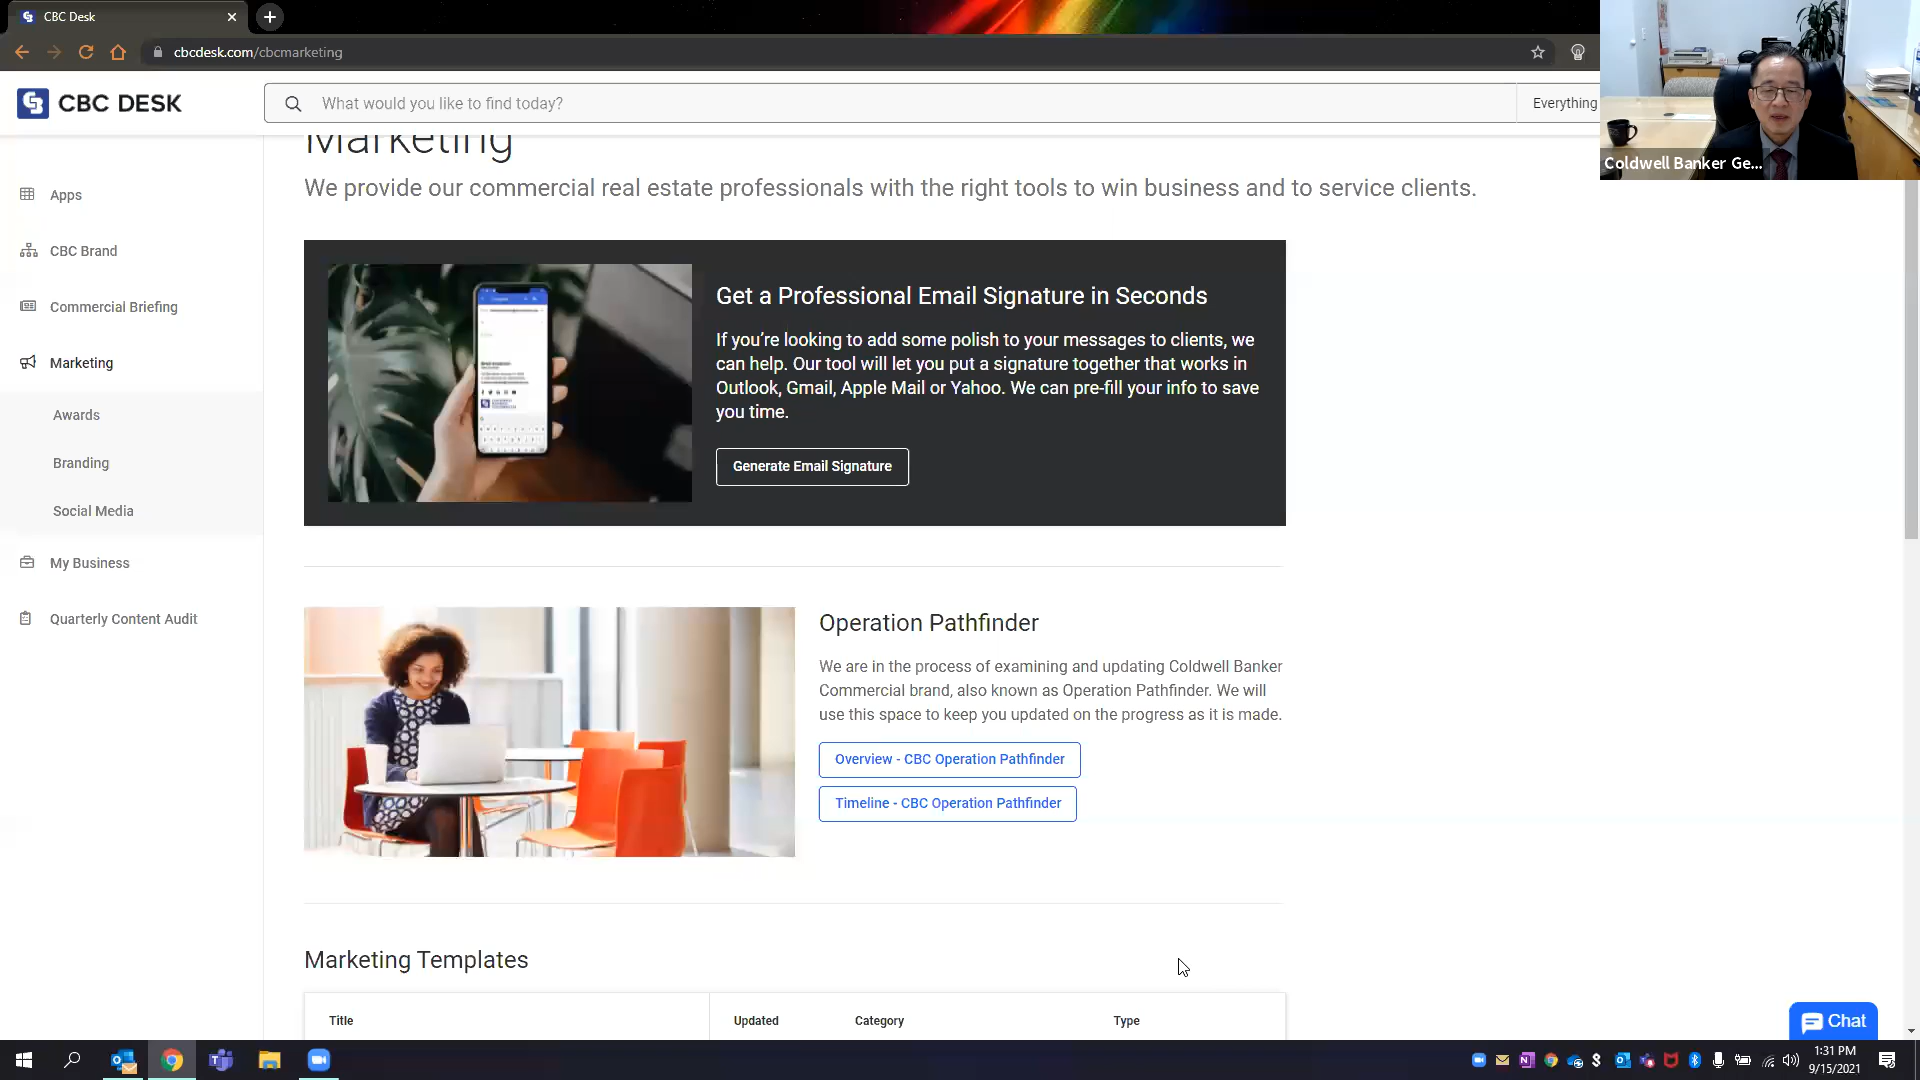 CBC Desk
cbcdesk.com/cbcmarketing
CBC DESK
What would you like to find today?
Everything
Coldwell Banker Ge...
Marketing
We provide our commercial real estate professionals with the right tools to win business and to service clients.
Apps
CBC Brand
Commercial Briefing
Marketing
Awards
Branding
Social Media
My Business
Quarterly Content Audit
Get a Professional Email Signature in Seconds
If you're looking to add some polish to your messages to clients, we
can help. Our tool will let you put a signature together that works in
Outlook, Gmail, Apple Mail or Yahoo. We can pre-fill your info to save
you time.
Generate Email Signature
Operation Pathfinder
We are in the process of examining and updating Coldwell Banker
Commercial brand, also known as Operation Pathfinder. We will
use this space to keep you updated on the progress as it is made.
Overview - CBC Operation Pathfinder
Timeline - CBC Operation Pathfinder
Marketing Templates
Title Updated Category Type
Chat
1:31 PM
9/15/2021